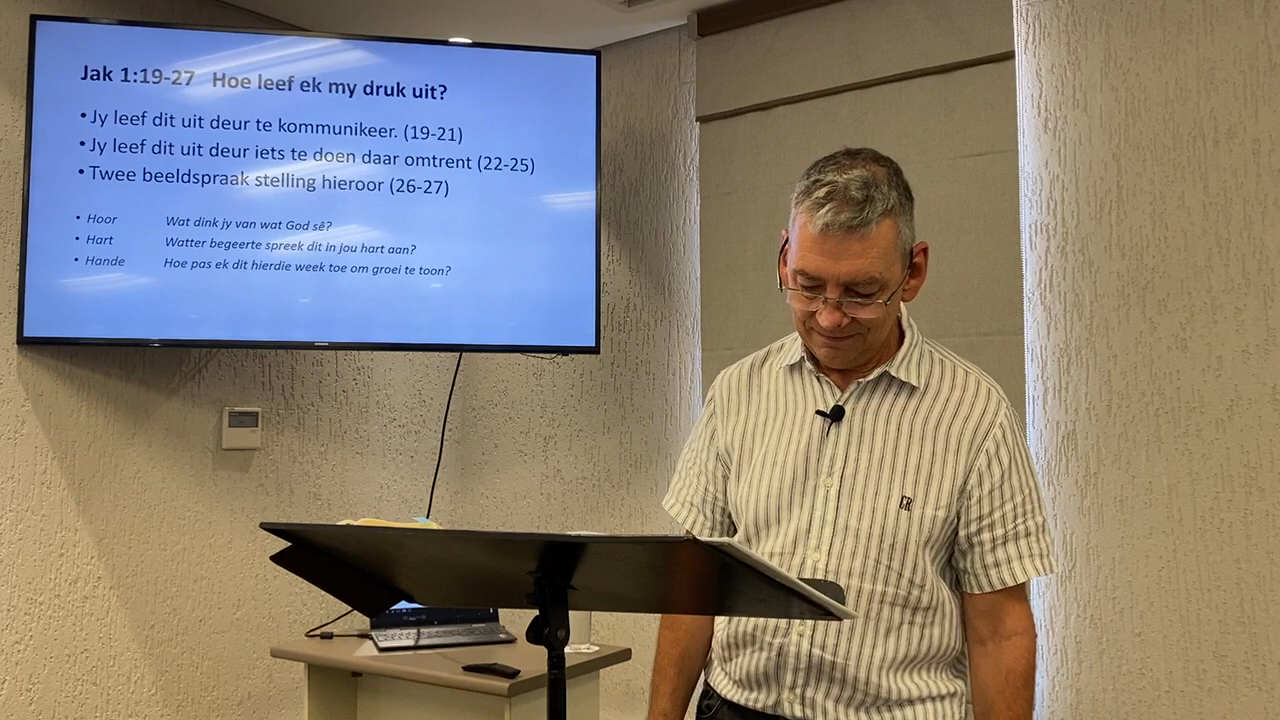 Jak 1:19-27 Hoe leef ek my druk uit?
• Jy leef dit uit deur te kommunikeer. (19-21)
• Jy leef dit uit deur iets te doen daar omtrent (22-25)
• Twee beeldspraak stelling hieroor (26-27)
• Hoor Wat dink jy van wat God sê?
• Hart Watter begeerte spreek dit in jou hart aan?
• Hande Hoe pas ek dit hierdie week toe om groei te toon?
CR